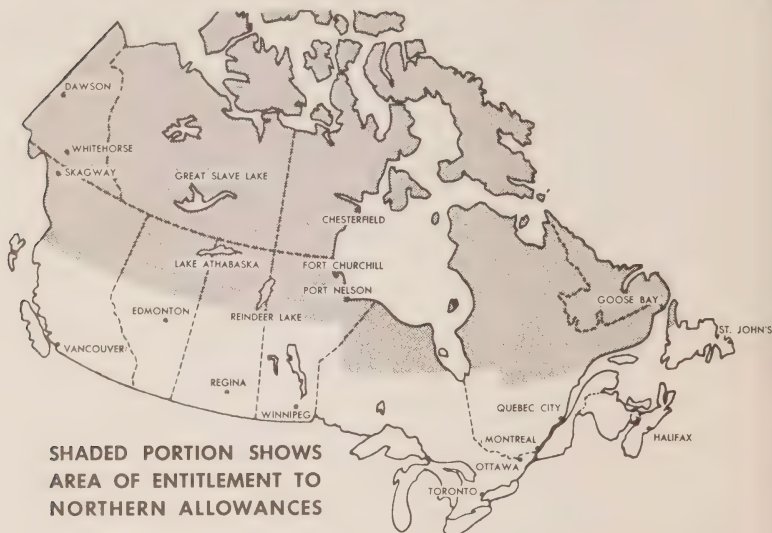 DAWSON
WHITEHORSE
SKAGWAY
GREAT SLAVE LAKE
CHESTERFIELD
LAKE ATHABASKA
FORT CHURCHILL
PORT NELSON
GOOSE BAY
EDMONTON
REINDEER LAKE
ST. JOHN'S
VANCOUVER
REGINA
WINNIPEG
QUEBEC CITY
MONTREAL
HALIFAX
OTTAWA
TORONTO
SHADED PORTION SHOWS
AREA OF ENTITLEMENT TO
NORTHERN ALLOWANCES